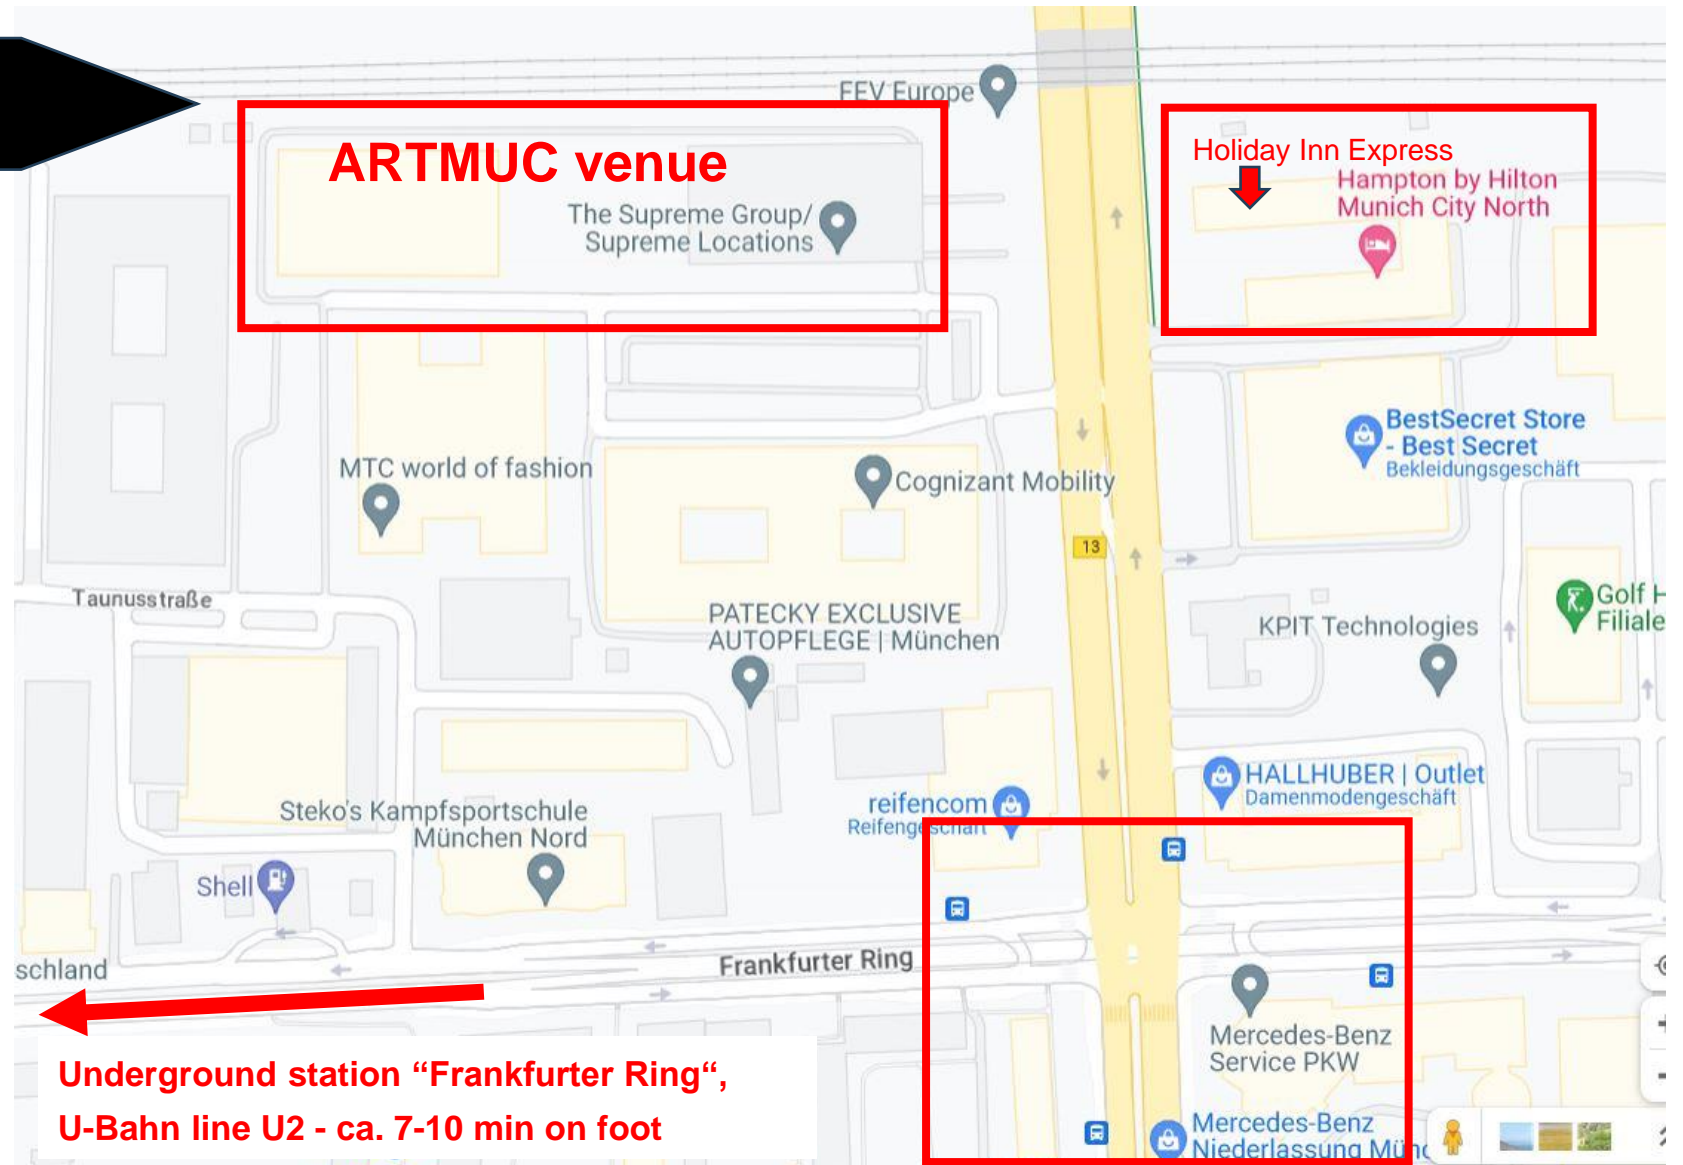 FEV Europe
ARTMUC venue
The Supreme Group/
Supreme Locations
Holiday Inn Express
Hampton by Hilton
Munich City North
BestSecret Store
- Best Secret
Bekleidungsgeschäft
MTC world of fashion
Cognizant Mobility
13
Taunusstraße
PATECKY EXCLUSIVE
AUTOPFLEGE | München
KPIT Technologies
Golf H
Filiale
HALLHUBER | Outlet
Damenmodengeschäft
reifencom
Reifengeschäft
Steko's Kampfsportschule
München Nord
Shell
Frankfurter Ring
schland
Mercedes-Benz
Service PKW
Underground station “Frankfurter Ring“,
U-Bahn line U2 - ca. 7-10 min on foot
Mercedes-Benz
Niederlassung Münc